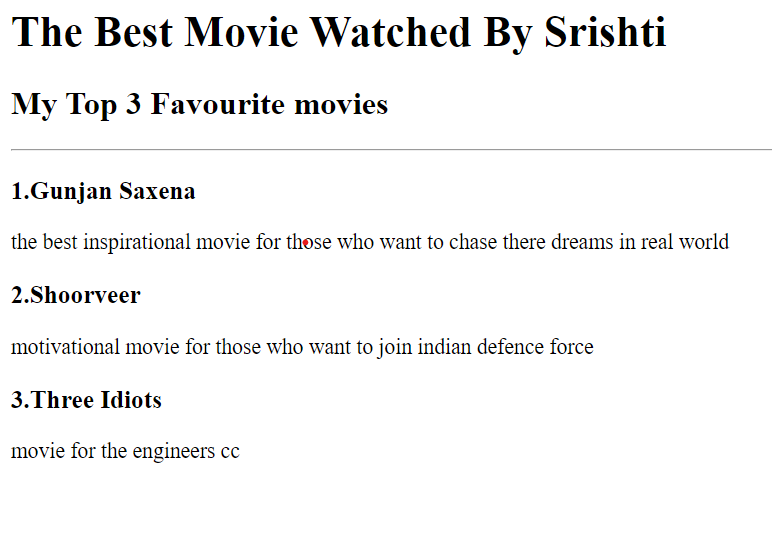 The Best Movie Watched By Srishti
My Top 3 Favourite movies
1.Gunjan Saxena
the best inspirational movie for those who want to chase there dreams in real world
2.Shoorveer
motivational movie for those who want to join indian defence force
3.Three Idiots
movie for the engineers cc